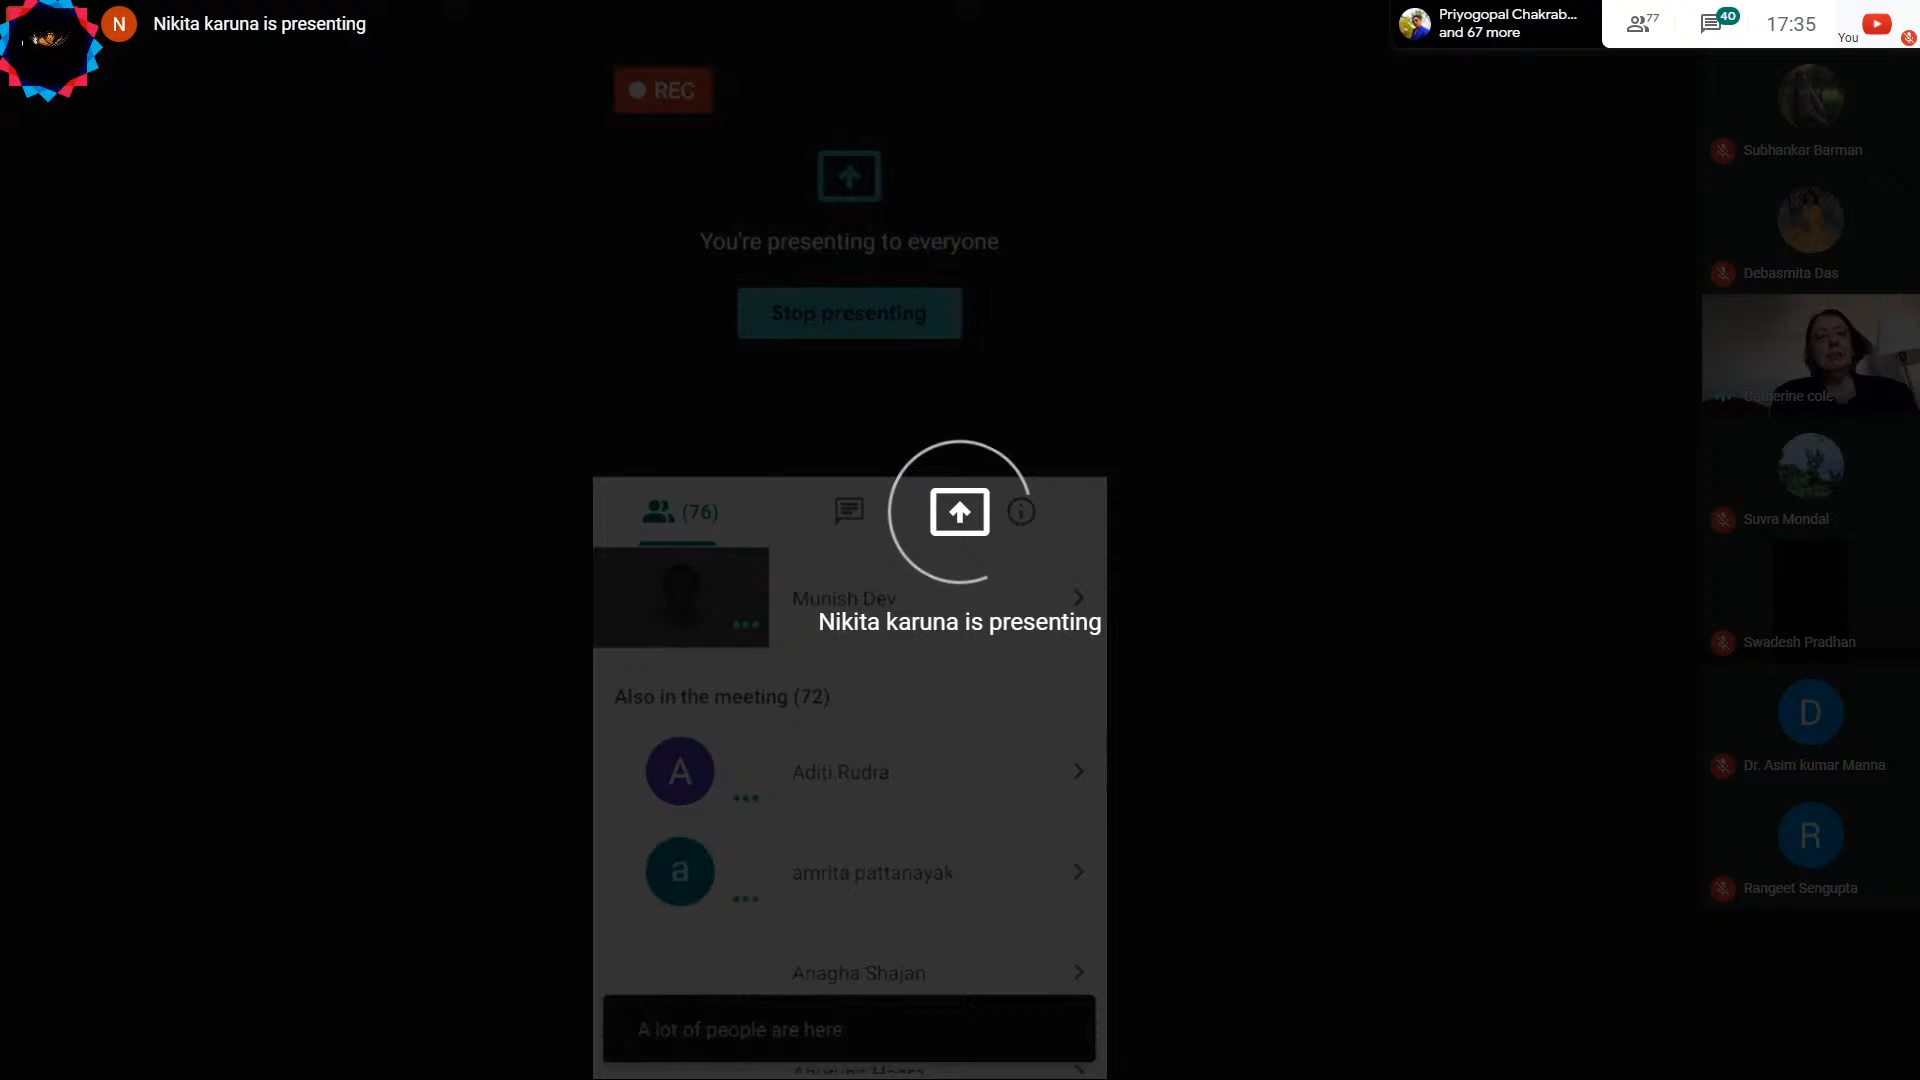 N
Nikita karuna is presenting
Priyogopal Chakrab...
and 67 more
77
40
17:35
You
REC
You're presenting to everyone
Stop presenting
(76)
Munish Dev
Nikita karuna is presenting
Also in the meeting (72)
A
Aditi Rudra
a
amrita pattanayak
Anagha Shajan
A lot of people are here
Subhankar Barman
Debasmita Das
Catherine cole
Suvra Mondal
Swadesh Pradhan
D
Dr. Asim kumar Manna
R
Rangeet Sengupta